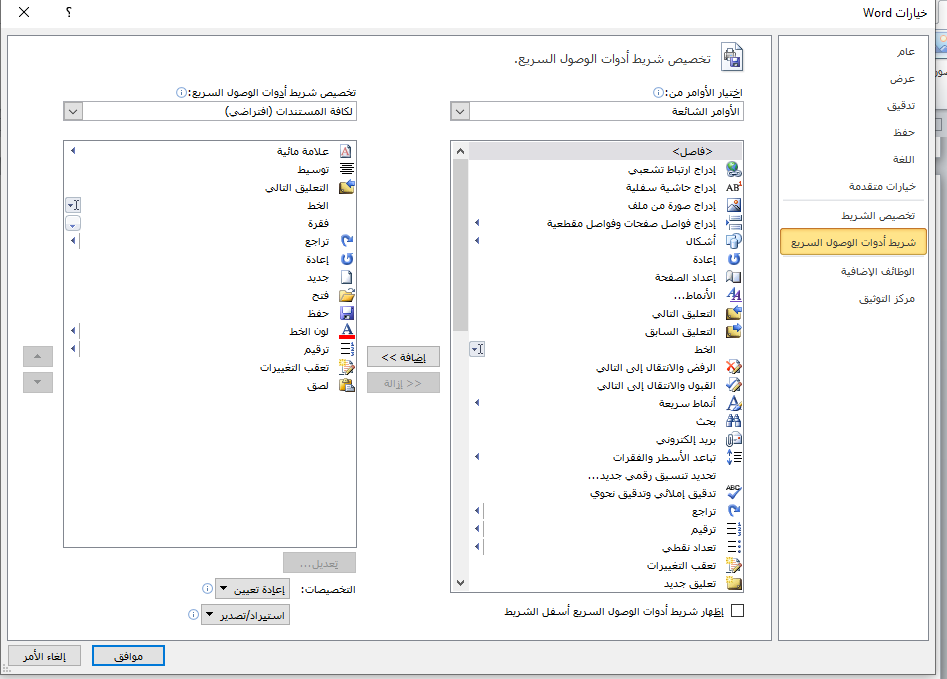 خيارات Word
؟
عام
عرض
تدقيق
حفظ
اللغة
خيارات متقدمة
تخصيص الشريط
شريط أدوات الوصول السريع
الوظائف الإضافية
مركز التوثيق
تخصيص شريط أدوات الوصول السريع.
اختيار الأوامر من:
الأوامر الشائعة
<فاصل>
إدراج ارتباط تشعبي
إدراج حاشية سفلية
إدراج صورة من ملف
إدراج فواصل صفحات وفواصل مقطعية
أشكال
إعادة
إعداد الصفحة
الأنماط...
التعليق التالي
التعليق السابق
الخط
الرفض والانتقال إلى التالي
القبول والانتقال إلى التالي
أنماط سريعة
بحث
بريد إلكتروني
تباعد الأسطر والفقرات
تحديد تنسيق رقمي جديد...
تدقيق إملائي وتدقيق نحوي
تراجع
ترقيم
تعداد نقطي
تعقب التغييرات
تعليق جديد
إظهار شريط أدوات الوصول السريع أسفل الشريط
إضافة >>
<< إزالة
تخصيص شريط أدوات الوصول السريع:
لكافة المستندات (افتراضي)
علامة مائية
توسيط
التعليق التالي
الخط
فقرة
تراجع
إعادة
جديد
فتح
حفظ
لون الخط
ترقيم
تعقب التغييرات
لصق
تعديل...
التخصيصات:
إعادة تعيين
استيراد/تصدير
موافق
إلغاء الأمر